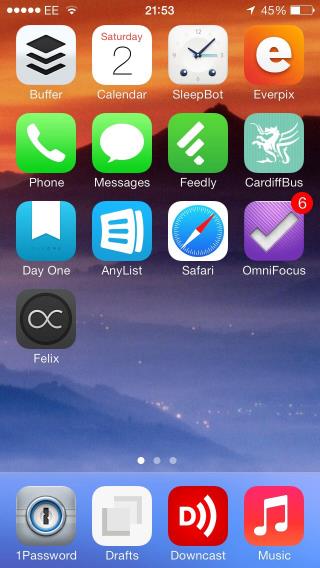 EE 21:53 45%
Saturday
2
Buffer Calendar SleepBot Everpix
Phone Messages Feedly CardiffBus
6
Day One AnyList Safari OmniFocus
Felix
1Password Drafts Downcast Music